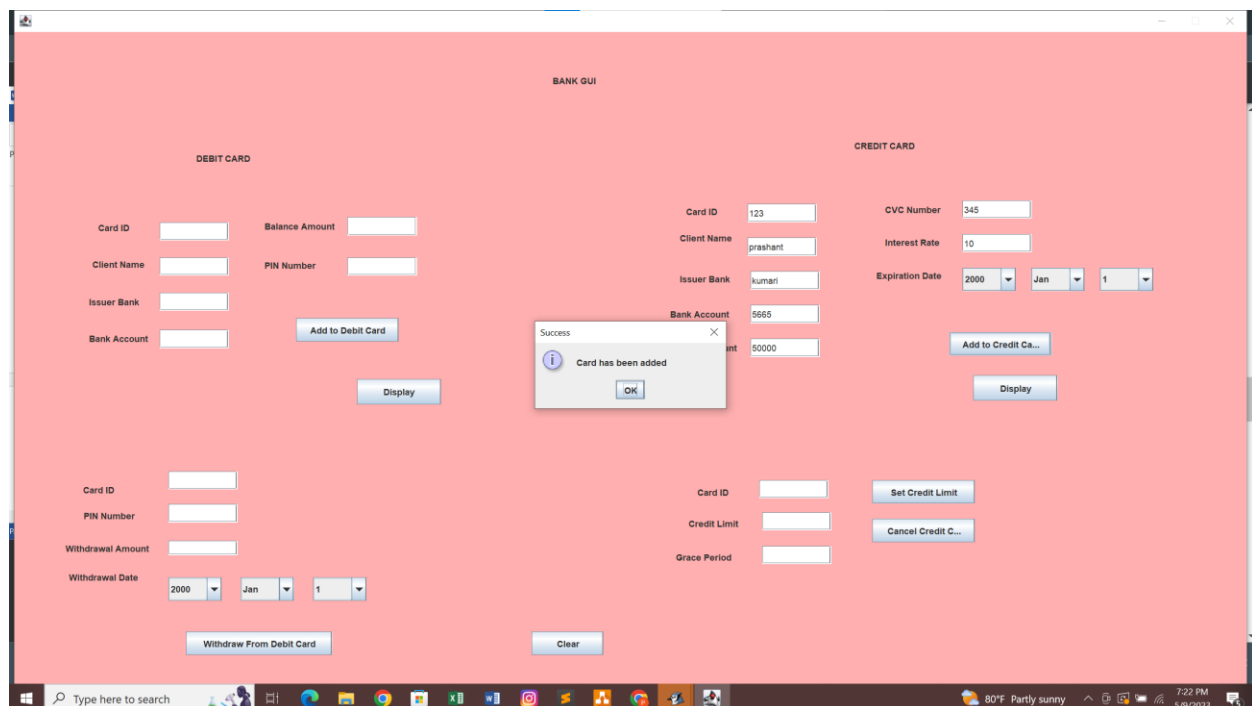 BANK GUI
DEBIT CARD
Card ID
Balance Amount
Client Name
PIN Number
Issuer Bank
Bank Account
Add to Debit Card
Display
CREDIT CARD
Card ID 123
CVC Number 345
Client Name prashant
Interest Rate 10
Issuer Bank kumari
Expiration Date 2000 Jan 1
Bank Account 5665
50000
Add to Credit Ca...
Display
Success
Card has been added
OK
Card ID
PIN Number
Withdrawal Amount
Withdrawal Date 2000 Jan 1
Withdraw From Debit Card
Clear
Card ID
Set Credit Limit
Credit Limit
Cancel Credit C...
Grace Period
Type here to search
80°F Partly sunny
7:22 PM